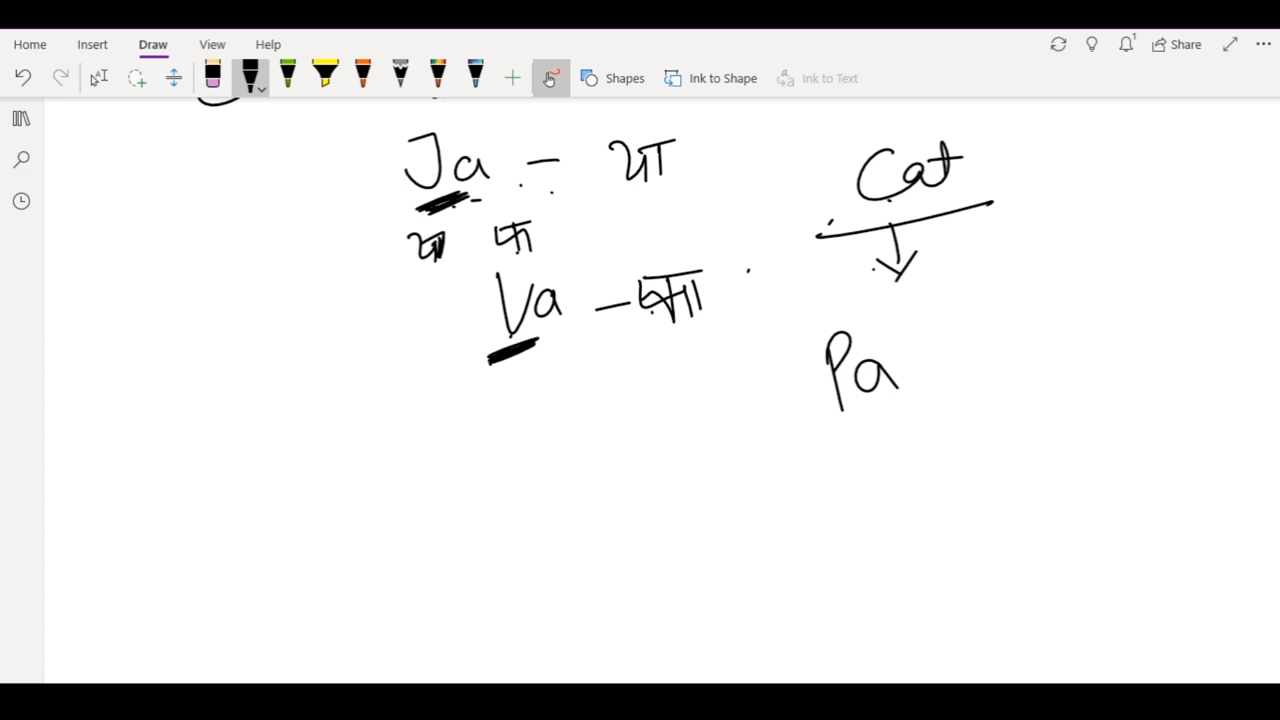 Home Insert Draw View Help
Share
Shapes Ink to Shape Ink to Text
Ja - या
Cat
या फ
Va - फा
Pa